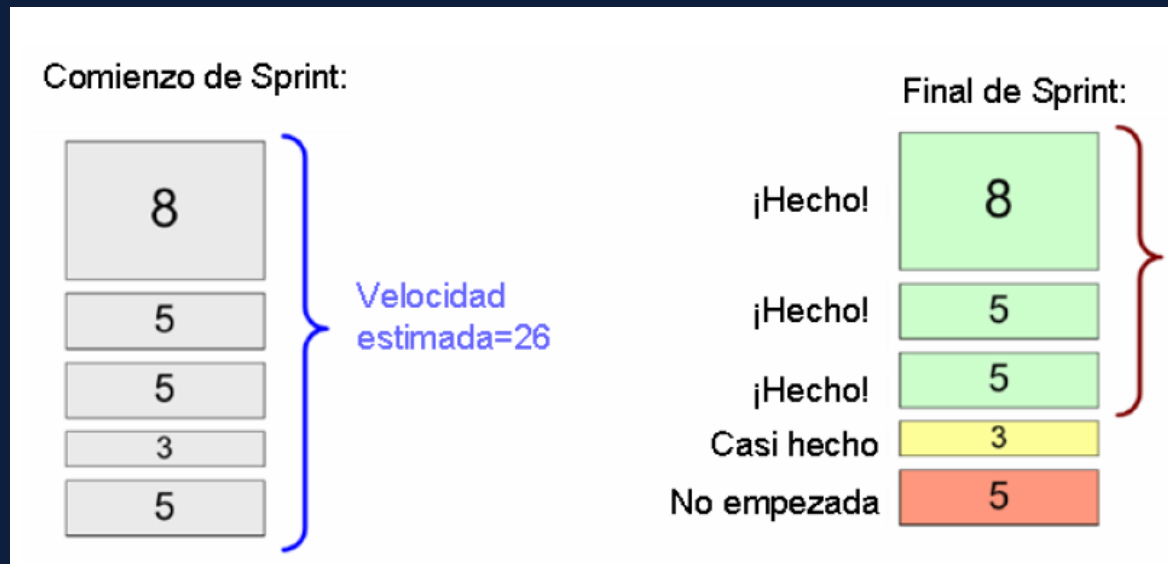 Comienzo de Sprint:
8
5
5
3
5
Velocidad
estimada=26
Final de Sprint:
¡Hecho!
8
¡Hecho!
5
¡Hecho!
5
Casi hecho
3
No empezada
5